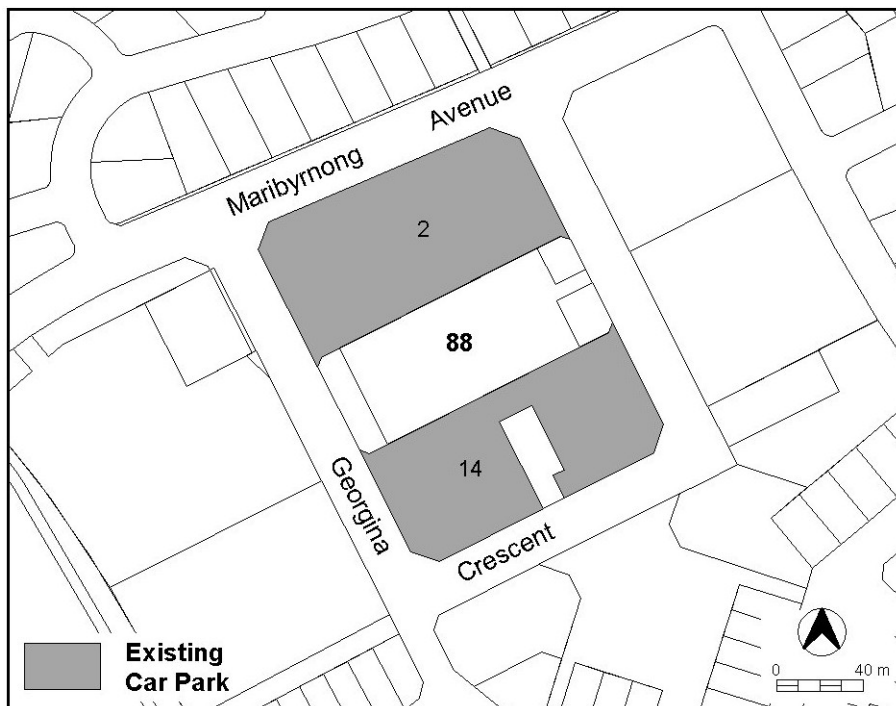 Maribyrnong Avenue
2
88
14
Georgina Crescent
Existing
Car Park
0 40 m